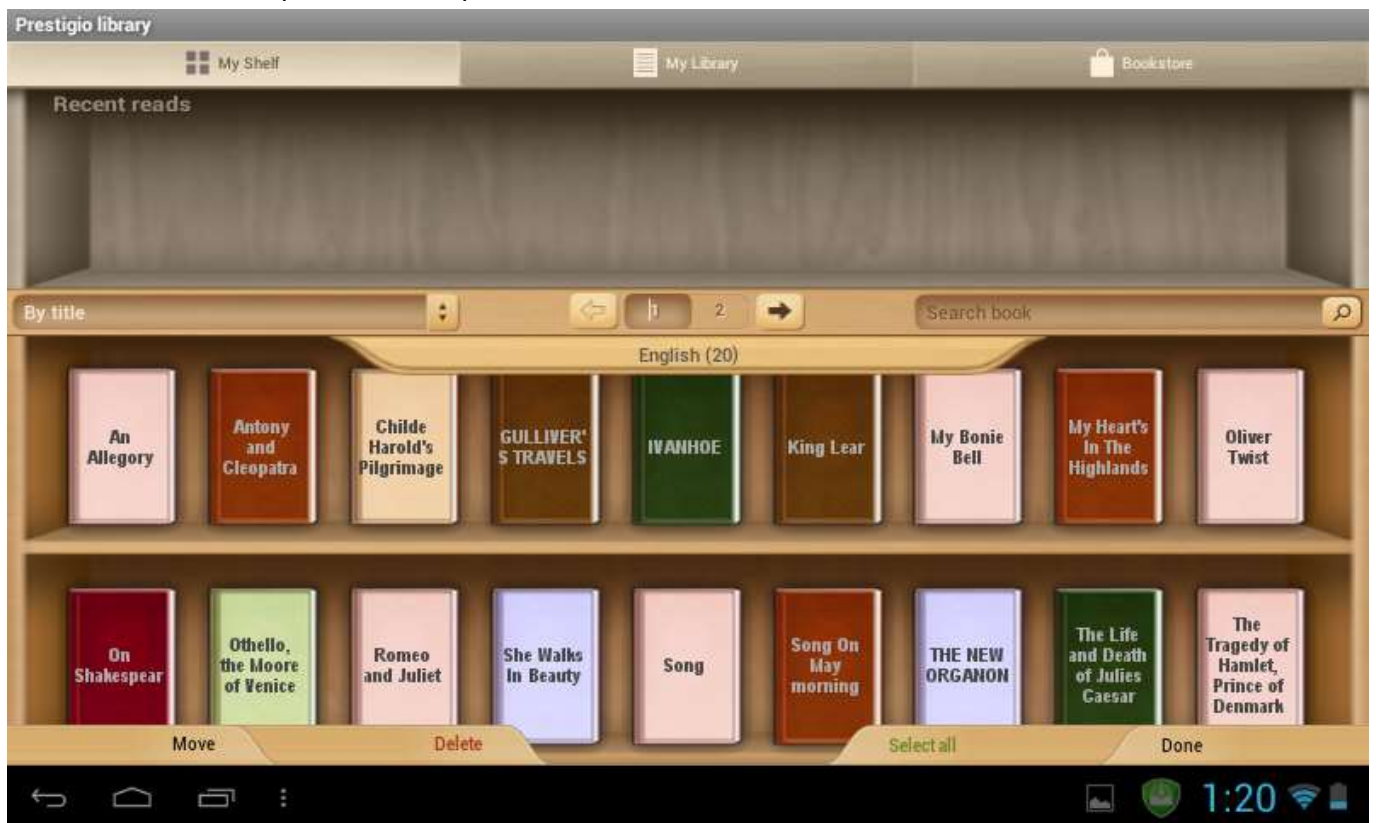 Prestigio library
My Shelf
My Library
Bookstore
Recent reads
By title
1
2
Search book
English (20)
An
Allegory
Antony
and
Cleopatra
Childe
Harold's
Pilgrimage
GULLIVER'
S TRAVELS
IVANHOE
King Lear
My Bonie
Bell
My Heart's
In The
Highlands
Oliver
Twist
On
Shakespear
Othello,
the Moore
of Venice
Romeo
and Juliet
She Walks
In Beauty
Song
Song On
May
morning
THE NEW
ORGANON
The Life
and Death
of Julies
Caesar
The
Tragedy of
Hamlet,
Prince of
Denmark
Move
Delete
Select all
Done
1:20